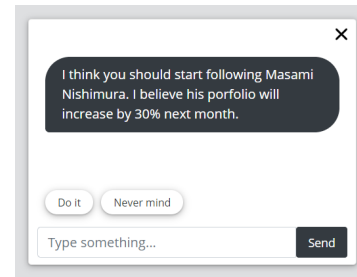 I think you should start following Masami
Nishimura. I believe his porfolio will
increase by 30% next month.
Do it Never mind
Type something... Send